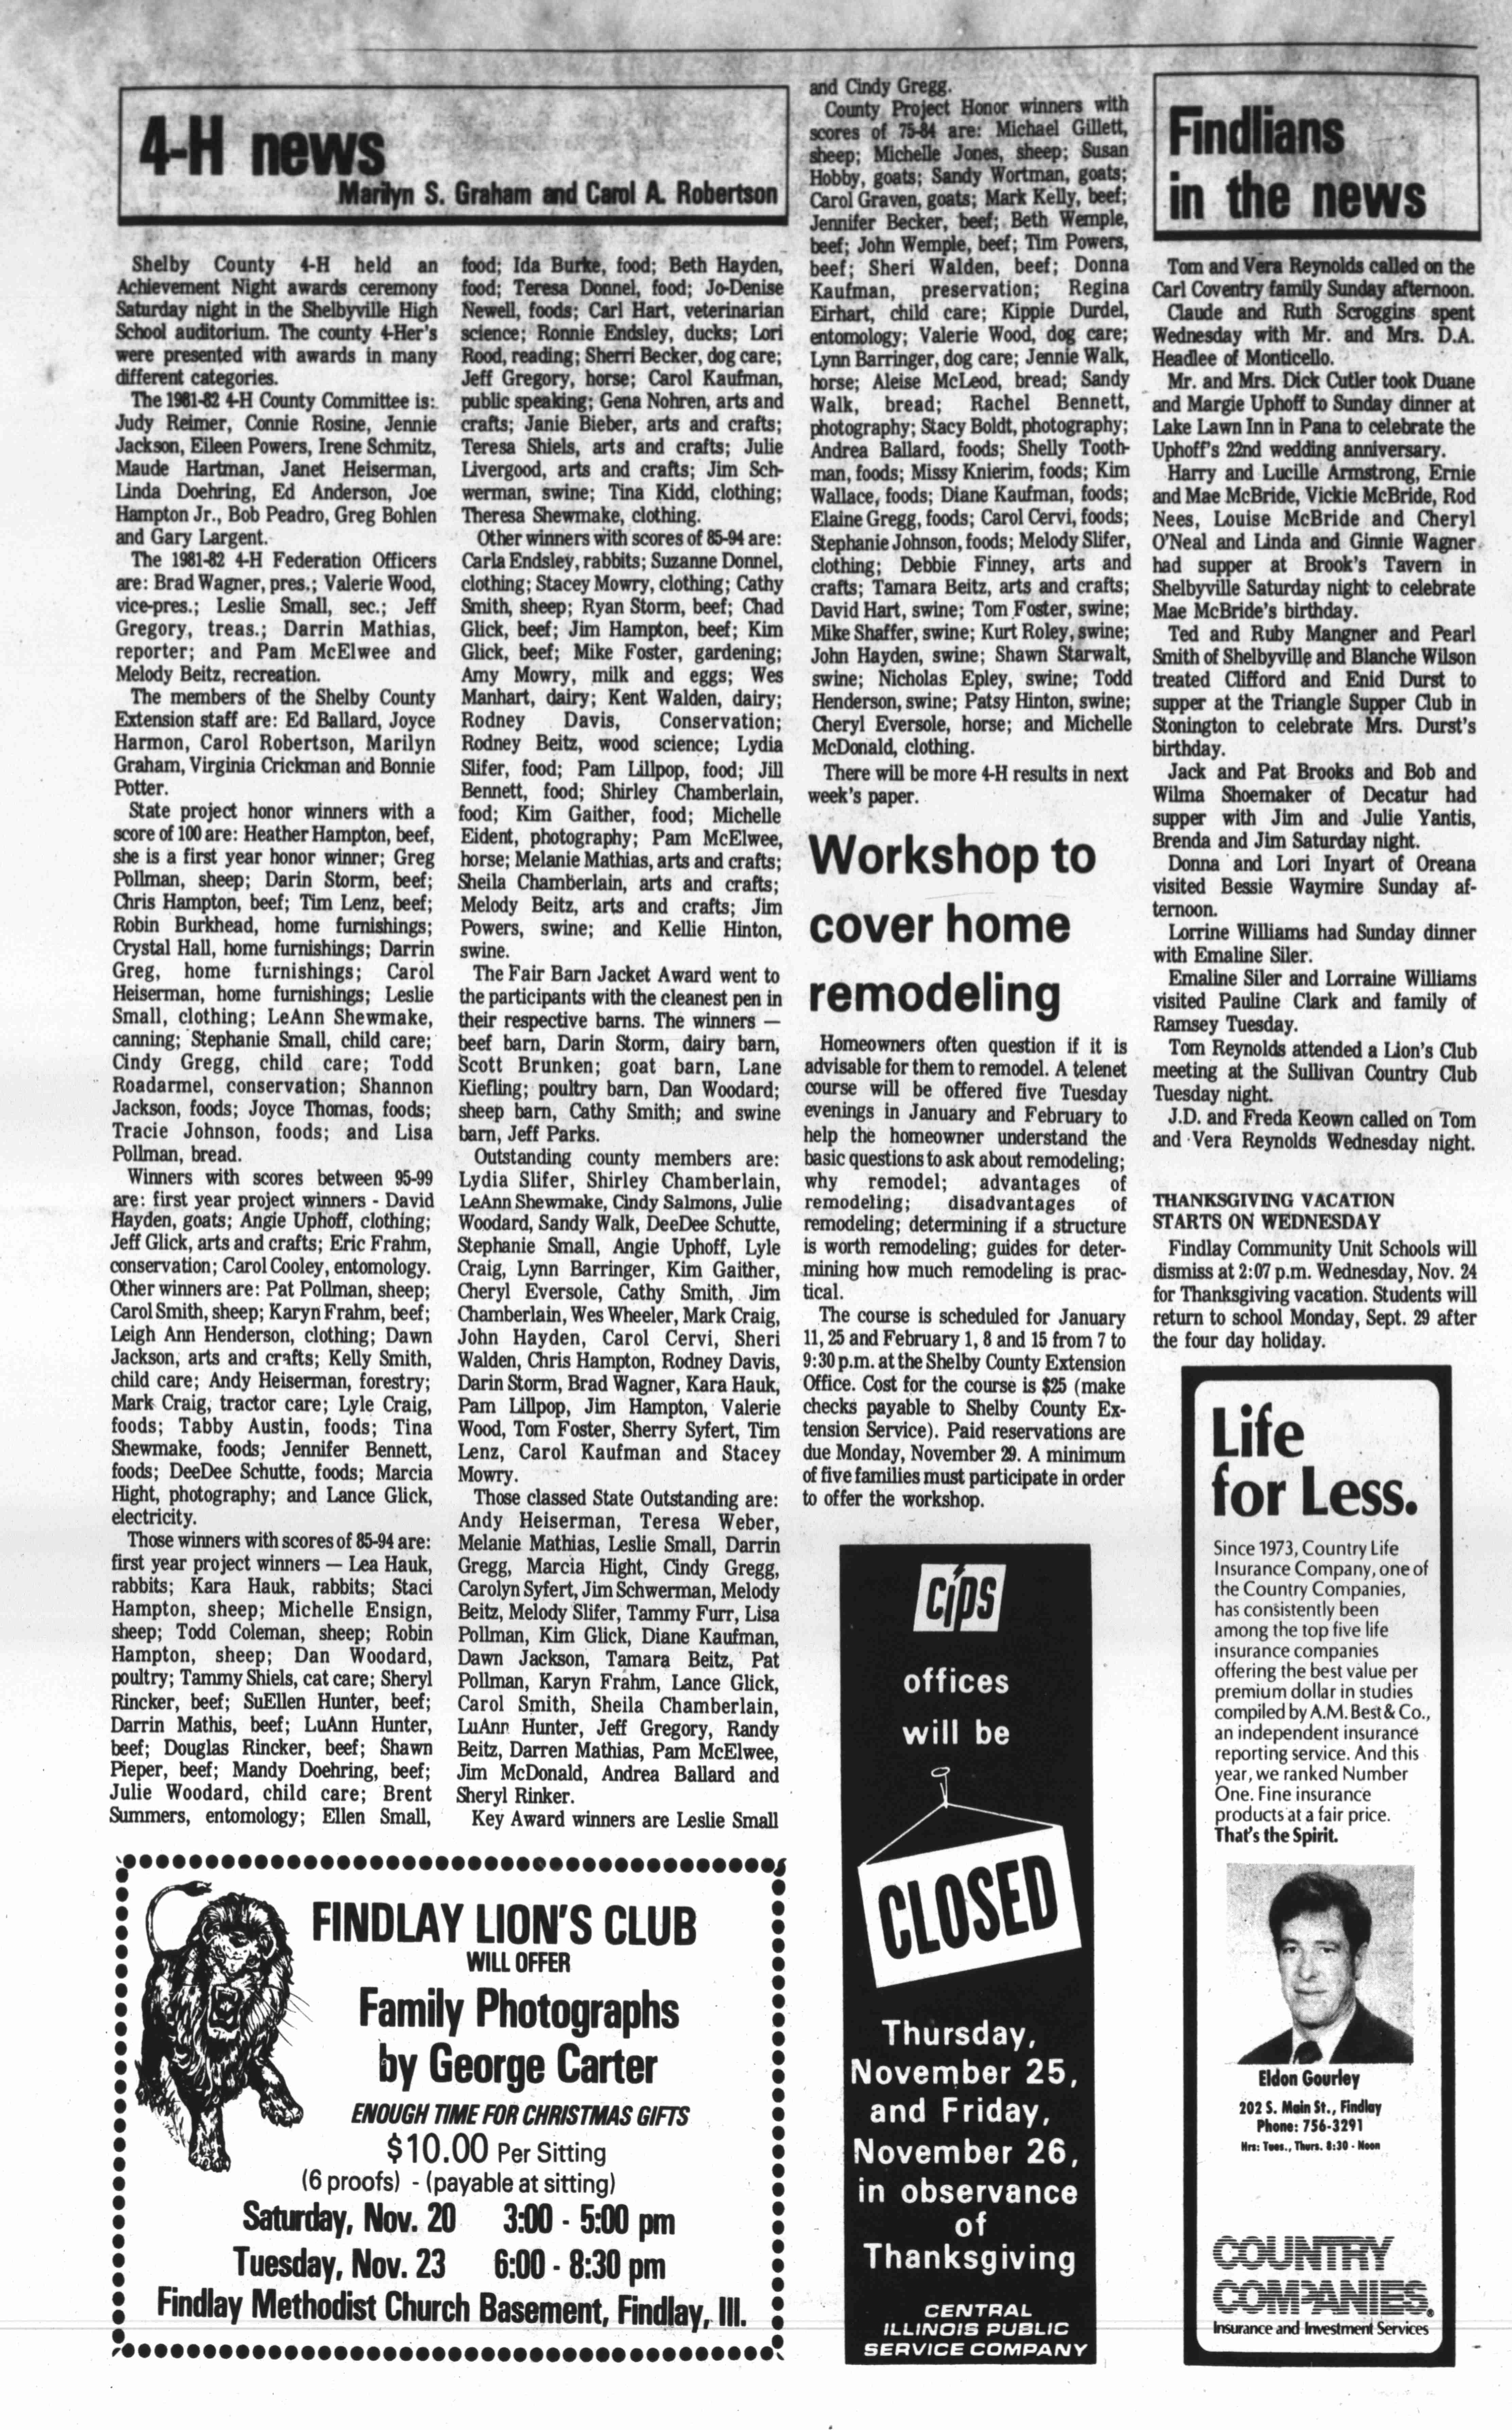 4-H news
Marilyn S. Graham and Carol A. Robertson
Shelby County 4-H held an
Achievement Night awards ceremony
Saturday night in the Shelbyville High
School auditorium. The county 4-Her's
were presented with awards in many
different categories.
The 1981-82 4-H County Committee is:
Judy Reimer, Connie Rosine, Jennie
Jackson, Eileen Powers, Irene Schmitz,
Maude Hartman, Janet Heiserman,
Linda Doehring, Ed Anderson, Joe
Hampton Jr., Bob Peadro, Greg Bohlen
and Gary Largent.
The 1981-82 4-H Federation Officers
are: Brad Wagner, pres.; Valerie Wood,
vice-pres.; Leslie Small, sec.; Jeff
Gregory, treas.; Darrin Mathias,
reporter; and Pam McElwee and
Melody Beitz, recreation.
The members of the Shelby County
Extension staff are: Ed Ballard, Joyce
Harmon, Carol Robertson, Marilyn
Graham, Virginia Crickman and Bonnie
Potter.
State project honor winners with a
score of 100 are: Heather Hampton, beef,
she is a first year honor winner; Greg
Pollman, sheep; Darin Storm, beef;
Chris Hampton, beef; Tim Lenz, beef;
Robin Burkhead, home furnishings;
Crystal Hall, home furnishings; Darrin
Greg, home furnishings; Carol
Heiserman, home furnishings; Leslie
Small, clothing; LeAnn Shewmake,
canning; Stephanie Small, child care;
Cindy Gregg, child care; Todd
Roadarmel, conservation; Shannon
Jackson, foods; Joyce Thomas, foods;
Tracie Johnson, foods; and Lisa
Pollman, bread.
Winners with scores between 95-99
are: first year project winners - David
Hayden, goats; Angie Uphoff, clothing;
Jeff Glick, arts and crafts; Eric Frahm,
conservation; Carol Cooley, entomology.
Other winners are: Pat Pollman, sheep;
Carol Smith, sheep; Karyn Frahm, beef;
Leigh Ann Henderson, clothing; Dawn
Jackson, arts and crafts; Kelly Smith,
child care; Andy Heiserman, forestry;
Mark Craig, tractor care; Lyle Craig,
foods; Tabby Austin, foods; Tina
Shewmake, foods; Jennifer Bennett,
foods; DeeDee Schutte, foods; Marcia
Hight, photography; and Lance Glick,
electricity.
Those winners with scores of 85-94 are:
first year project winners — Lea Hauk,
rabbits; Kara Hauk, rabbits; Staci
Hampton, sheep; Michelle Ensign,
sheep; Todd Coleman, sheep; Robin
Hampton, sheep; Dan Woodard,
poultry; Tammy Shiels, cat care; Sheryl
Rincker, beef; SuEllen Hunter, beef;
Darrin Mathis, beef; LuAnn Hunter,
beef; Douglas Rincker, beef; Shawn
Pieper, beef; Mandy Doehring, beef;
Julie Woodard, child care; Brent
Summers, entomology; Ellen Small,
food; Ida Burke, food; Beth Hayden,
food; Teresa Donnel, food; Jo-Denise
Newell, foods; Carl Hart, veterinarian
science; Ronnie Endsley, ducks; Lori
Rood, reading; Sherri Becker, dog care;
Jeff Gregory, horse; Carol Kaufman,
public speaking; Gena Nohren, arts and
crafts; Janie Bieber, arts and crafts;
Teresa Shiels, arts and crafts; Julie
Livergood, arts and crafts; Jim Sch-
werman, swine; Tina Kidd, clothing;
Theresa Shewmake, clothing.
Other winners with scores of 85-94 are:
Carla Endsley, rabbits; Suzanne Donnel,
clothing; Stacey Mowry, clothing; Cathy
Smith, sheep; Ryan Storm, beef; Chad
Glick, beef; Jim Hampton, beef; Kim
Glick, beef; Mike Foster, gardening;
Amy Mowry, milk and eggs; Wes
Manhart, dairy; Kent Walden, dairy;
Rodney Davis, Conservation;
Rodney Beitz, wood science; Lydia
Slifer, food; Pam Lillpop, food; Jill
Bennett, food; Shirley Chamberlain,
food; Kim Gaither, food; Michelle
Eident, photography; Pam McElwee,
horse; Melanie Mathias, arts and crafts;
Sheila Chamberlain, arts and crafts;
Melody Beitz, arts and crafts; Jim
Powers, swine; and Kellie Hinton,
swine.
The Fair Barn Jacket Award went to
the participants with the cleanest pen in
their respective barns. The winners —
beef barn, Darin Storm, dairy barn,
Scott Brunken; goat barn, Lane
Kiefling; poultry barn, Dan Woodard;
sheep barn, Cathy Smith; and swine
barn, Jeff Parks.
Outstanding county members are:
Lydia Slifer, Shirley Chamberlain,
LeAnn Shewmake, Cindy Salmons, Julie
Woodard, Sandy Walk, DeeDee Schutte,
Stephanie Small, Angie Uphoff, Lyle
Craig, Lynn Barringer, Kim Gaither,
Cheryl Eversole, Cathy Smith, Jim
Chamberlain, Wes Wheeler, Mark Craig,
John Hayden, Carol Cervi, Sheri
Walden, Chris Hampton, Rodney Davis,
Darin Storm, Brad Wagner, Kara Hauk,
Pam Lillpop, Jim Hampton, Valerie
Wood, Tom Foster, Sherry Syfert, Tim
Lenz, Carol Kaufman and Stacey
Mowry.
Those classed State Outstanding are:
Andy Heiserman, Teresa Weber,
Melanie Mathias, Leslie Small, Darrin
Gregg, Marcia Hight, Cindy Gregg,
Carolyn Syfert, Jim Schwerman, Melody
Beitz, Melody Slifer, Tammy Furr, Lisa
Pollman, Kim Glick, Diane Kaufman,
Dawn Jackson, Tamara Beitz, Pat
Pollman, Karyn Frahm, Lance Glick,
Carol Smith, Sheila Chamberlain,
LuAnn Hunter, Jeff Gregory, Randy
Beitz, Darren Mathias, Pam McElwee,
Jim McDonald, Andrea Ballard and
Sheryl Rinker.
Key Award winners are Leslie Small
and Cindy Gregg.
County Project Honor winners with
scores of 75-84 are: Michael Gillett,
sheep; Michelle Jones, sheep; Susan
Hobby, goats; Sandy Wortman, goats;
Carol Graven, goats; Mark Kelly, beef;
Jennifer Becker, beef; Beth Wemple,
beef; John Wemple, beef; Tim Powers,
beef; Sheri Walden, beef; Donna
Kaufman, preservation; Regina
Eirhart, child care; Kippie Durdel,
entomology; Valerie Wood, dog care;
Lynn Barringer, dog care; Jennie Walk,
horse; Aleise McLeod, bread; Sandy
Walk, bread; Rachel Bennett,
photography; Stacy Boldt, photography;
Andrea Ballard, foods; Shelly Tooth-
man, foods; Missy Knierim, foods; Kim
Wallace, foods; Diane Kaufman, foods;
Elaine Gregg, foods; Carol Cervi, foods;
Stephanie Johnson, foods; Melody Slifer,
clothing; Debbie Finney, arts and
crafts; Tamara Beitz, arts and crafts;
David Hart, swine; Tom Foster, swine;
Mike Shaffer, swine; Kurt Roley, swine;
John Hayden, swine; Shawn Starwalt,
swine; Nicholas Epley, swine; Todd
Henderson, swine; Patsy Hinton, swine;
Cheryl Eversole, horse; and Michelle
McDonald, clothing.
There will be more 4-H results in next
week's paper.
Workshop to
cover home
remodeling
Homeowners often question if it is
advisable for them to remodel. A telenet
course will be offered five Tuesday
evenings in January and February to
help the homeowner understand the
basic questions to ask about remodeling;
why remodel; advantages of
remodeling; disadvantages of
remodeling; determining if a structure
is worth remodeling; guides for deter-
mining how much remodeling is prac-
tical.
The course is scheduled for January
11, 25 and February 1, 8 and 15 from 7 to
9:30 p.m. at the Shelby County Extension
Office. Cost for the course is $25 (make
checks payable to Shelby County Ex-
tension Service). Paid reservations are
due Monday, November 29. A minimum
of five families must participate in order
to offer the workshop.
Findlians
in the news
Tom and Vera Reynolds called on the
Carl Coventry family Sunday afternoon.
Claude and Ruth Scroggins spent
Wednesday with Mr. and Mrs. D.A.
Headlee of Monticello.
Mr. and Mrs. Dick Cutler took Duane
and Margie Uphoff to Sunday dinner at
Lake Lawn Inn in Pana to celebrate the
Uphoff's 22nd wedding anniversary.
Harry and Lucille Armstrong, Ernie
and Mae McBride, Vickie McBride, Rod
Nees, Louise McBride and Cheryl
O'Neal and Linda and Ginnie Wagner
had supper at Brook's Tavern in
Shelbyville Saturday night to celebrate
Mae McBride's birthday.
Ted and Ruby Mangner and Pearl
Smith of Shelbyville and Blanche Wilson
treated Clifford and Enid Durst to
supper at the Triangle Supper Club in
Stonington to celebrate Mrs. Durst's
birthday.
Jack and Pat Brooks and Bob and
Wilma Shoemaker of Decatur had
supper with Jim and Julie Yantis,
Brenda and Jim Saturday night.
Donna and Lori Inyart of Oreana
visited Bessie Waymire Sunday af-
ternoon.
Lorrine Williams had Sunday dinner
with Emaline Siler.
Emaline Siler and Lorraine Williams
visited Pauline Clark and family of
Ramsey Tuesday.
Tom Reynolds attended a Lion's Club
meeting at the Sullivan Country Club
Tuesday night.
J.D. and Freda Keown called on Tom
and Vera Reynolds Wednesday night.
THANKSGIVING VACATION
STARTS ON WEDNESDAY
Findlay Community Unit Schools will
dismiss at 2:07 p.m. Wednesday, Nov. 24
for Thanksgiving vacation. Students will
return to school Monday, Sept. 29 after
the four day holiday.
FINDLAY LION'S CLUB
WILL OFFER
Family Photographs
by George Carter
ENOUGH TIME FOR CHRISTMAS GIFTS
$10.00 Per Sitting
(6 proofs) - (payable at sitting)
Saturday, Nov. 20 3:00 - 5:00 pm
Tuesday, Nov. 23 6:00 - 8:30 pm
Findlay Methodist Church Basement, Findlay, Ill.
cips
offices
will be
CLOSED
Thursday,
November 25,
and Friday,
November 26,
in observance
of
Thanksgiving
CENTRAL
ILLINOIS PUBLIC
SERVICE COMPANY
Life
for Less.
Since 1973, Country Life
Insurance Company, one of
the Country Companies,
has consistently been
among the top five life
insurance companies
offering the best value per
premium dollar in studies
compiled by A.M. Best & Co.,
an independent insurance
reporting service. And this
year, we ranked Number
One. Fine insurance
products at a fair price.
That's the Spirit.
Eldon Gourley
202 S. Main St., Findlay
Phone: 756-3291
Hrs: Tues., Thurs. 8:30 - Noon
COUNTRY
COMPANIES®
Insurance and Investment Services